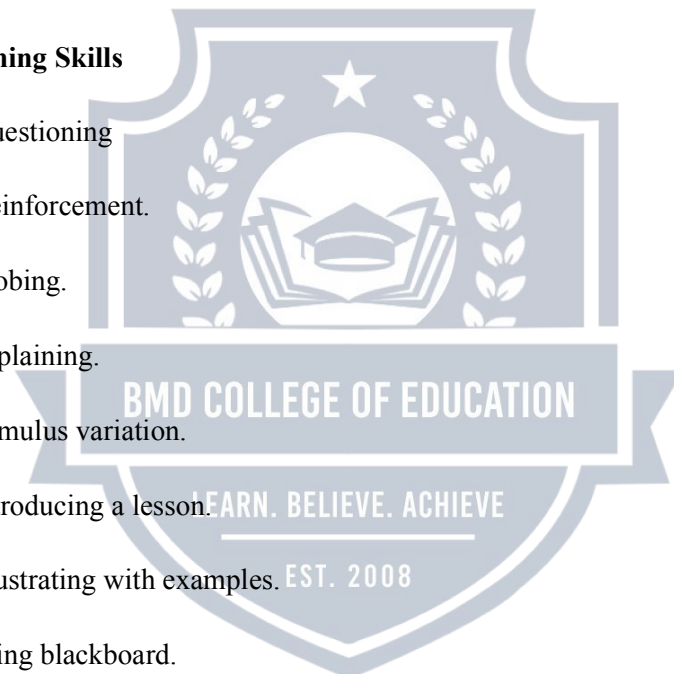 ning Skills
uestioning
einforcement.
obing.
plaining.
BMD COLLEGE OF EDUCATION
mulus variation.
roducing a lesson.
LEARN. BELIEVE. ACHIEVE
ustrating with examples.
EST. 2008
ing blackboard.